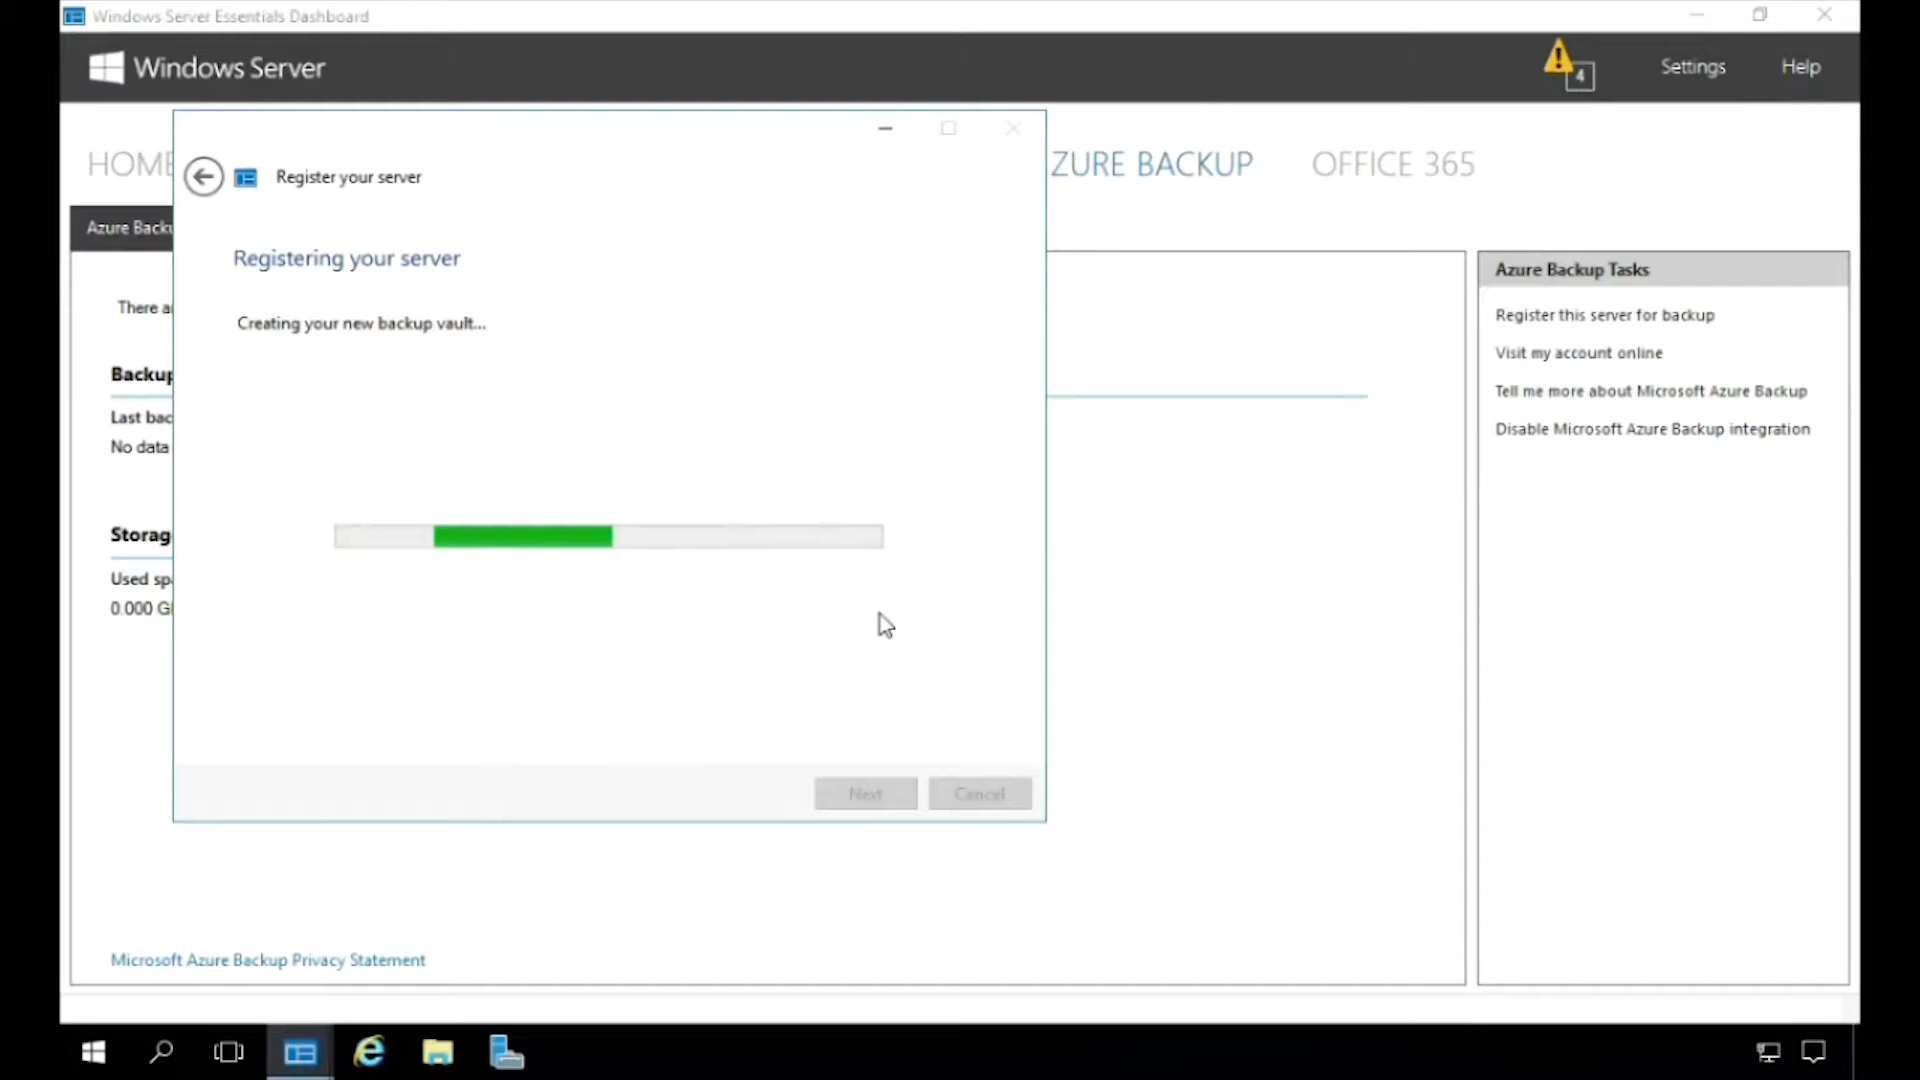 Windows Server Essentials Dashboard
Windows Server
4
Settings
Help
HOME
ZURE BACKUP
OFFICE 365
Register your server
Azure Backu
Registering your server
Azure Backup Tasks
There a
Creating your new backup vault...
Register this server for backup
Visit my account online
Backup
Tell me more about Microsoft Azure Backup
Last bac
Disable Microsoft Azure Backup integration
No data
Storag
Used sp
0.000 G
Next
Cancel
Microsoft Azure Backup Privacy Statement